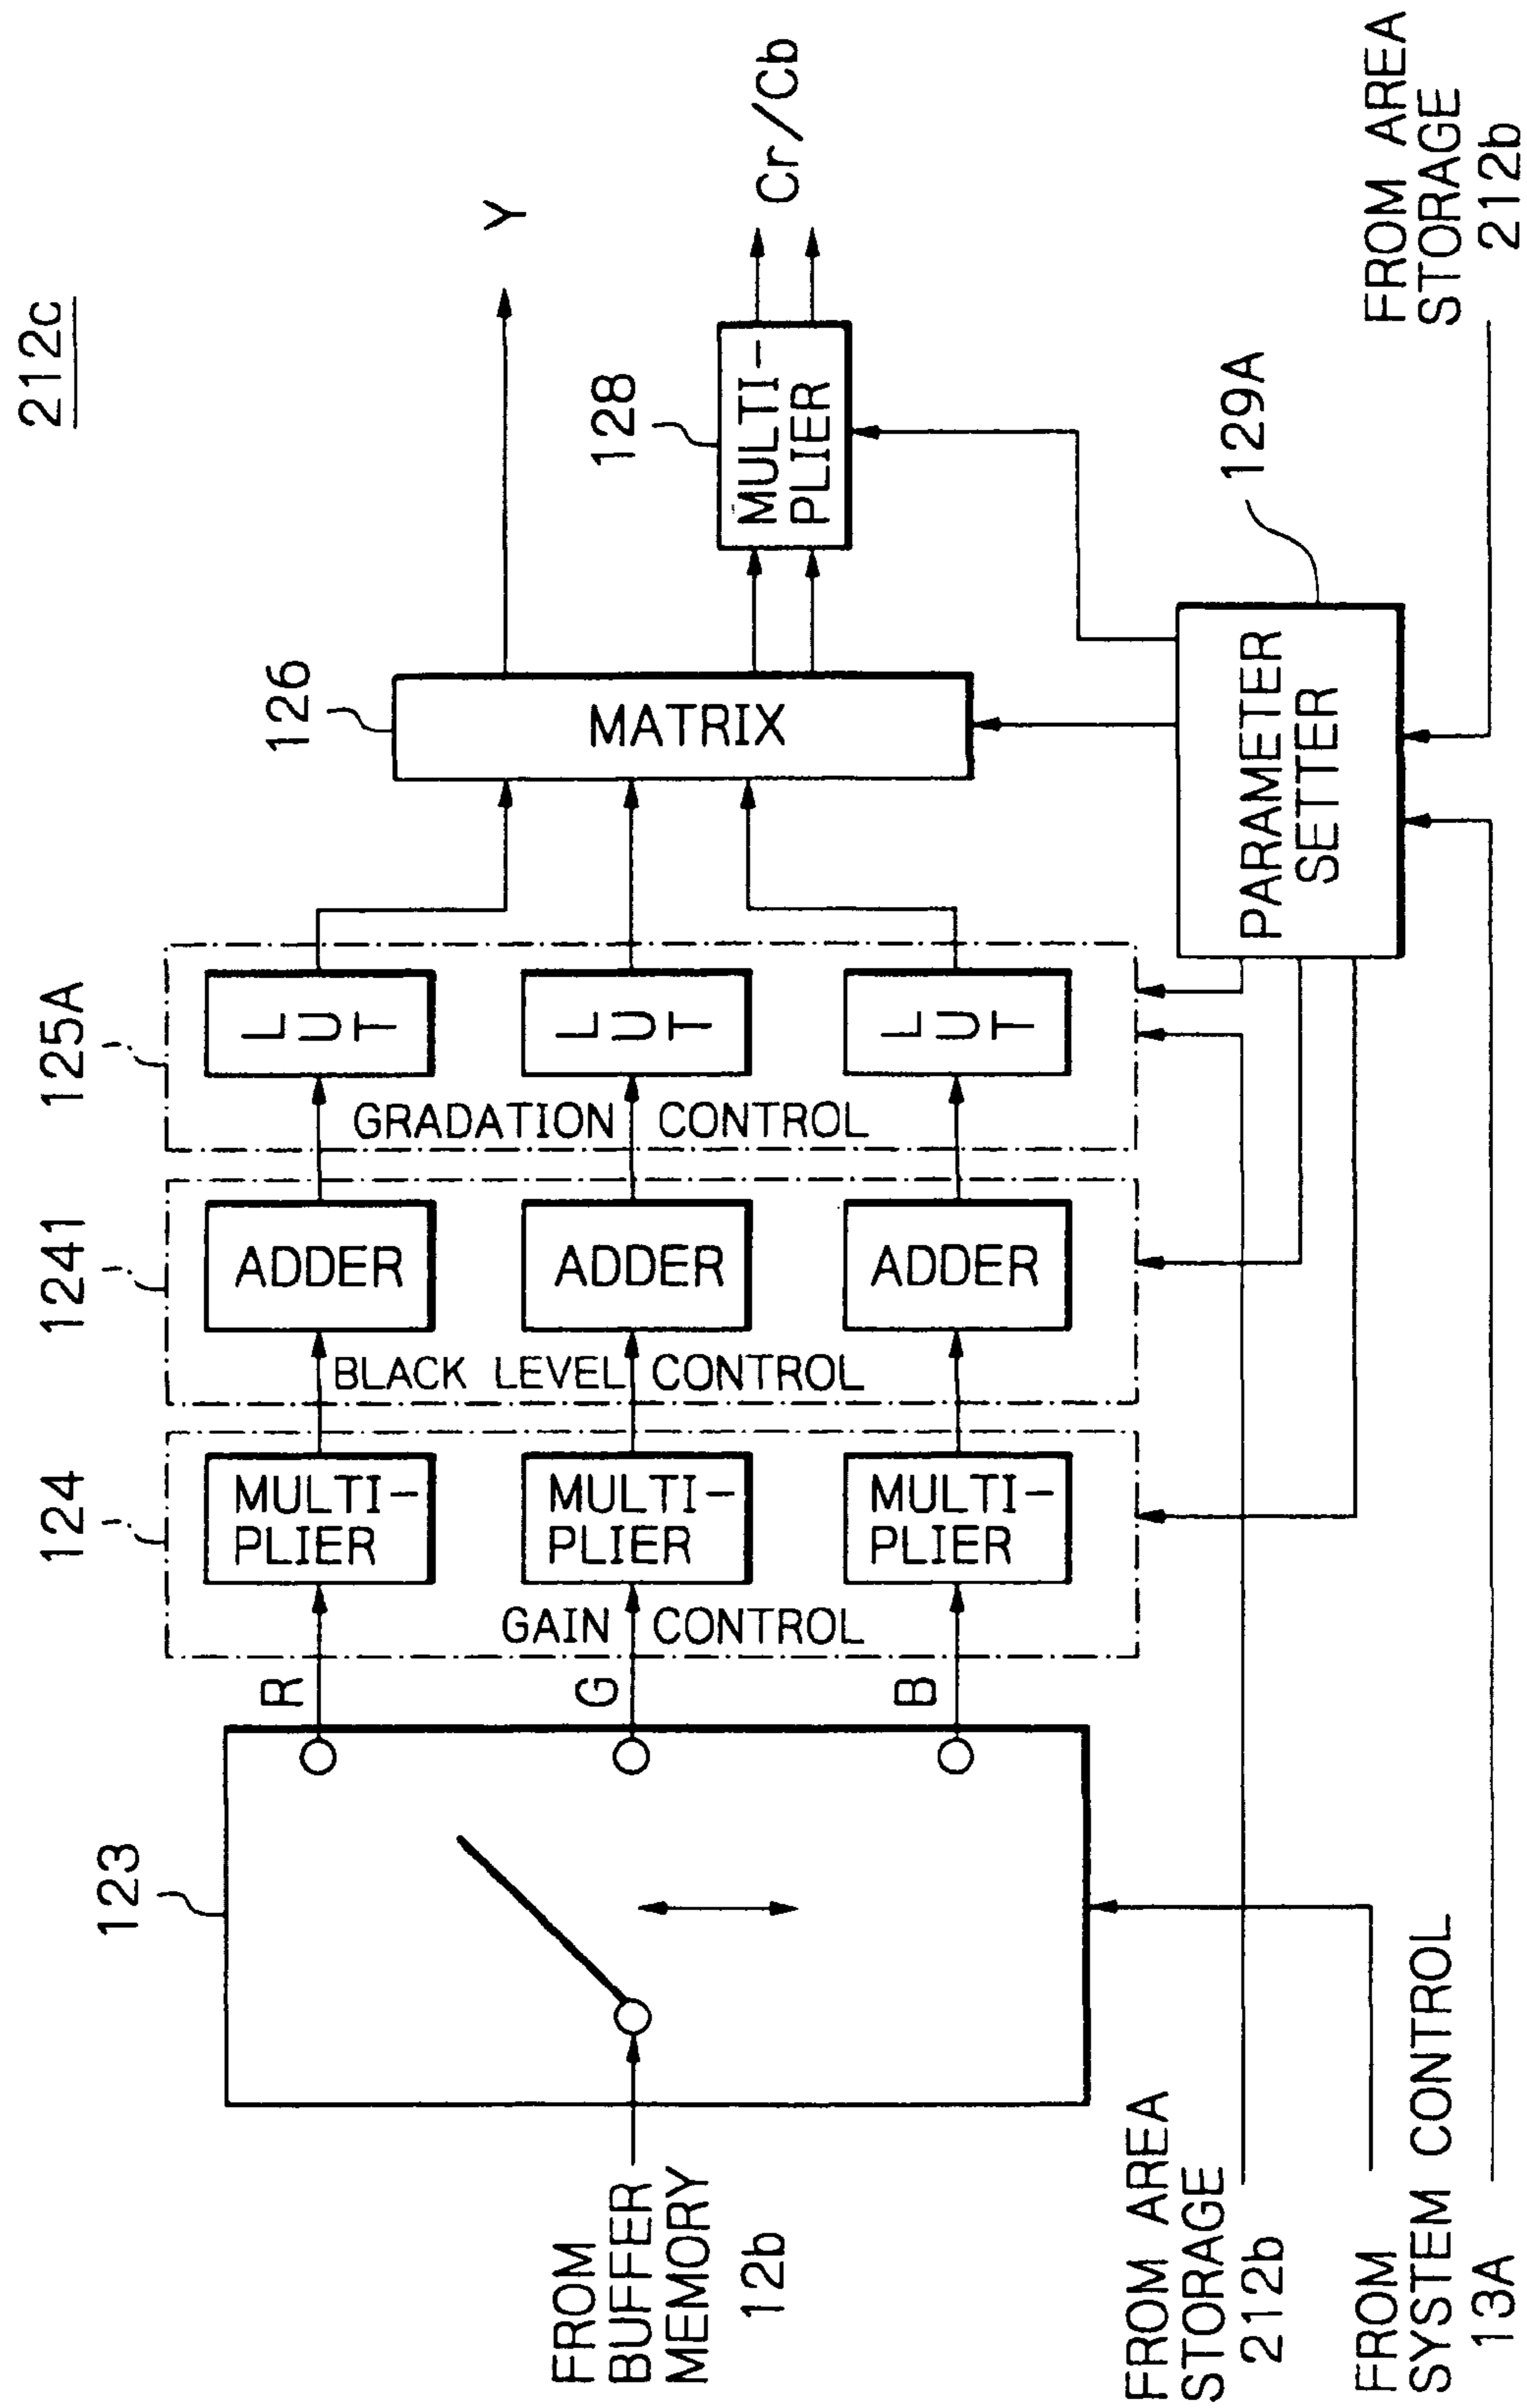 212c
123
124
1241
125A
126
128
129A
FROM
BUFFER
MEMORY
12b
R
G
B
MULTI-
PLIER
MULTI-
PLIER
MULTI-
PLIER
GAIN CONTROL
ADDER
ADDER
ADDER
BLACK LEVEL CONTROL
LUT
LUT
LUT
GRADATION CONTROL
MATRIX
MULTI-
PLIER
Y
Cr/Cb
PARAMETER
SETTER
FROM AREA
STORAGE
212b
FROM
SYSTEM CONTROL
13A
FROM AREA
STORAGE
212b